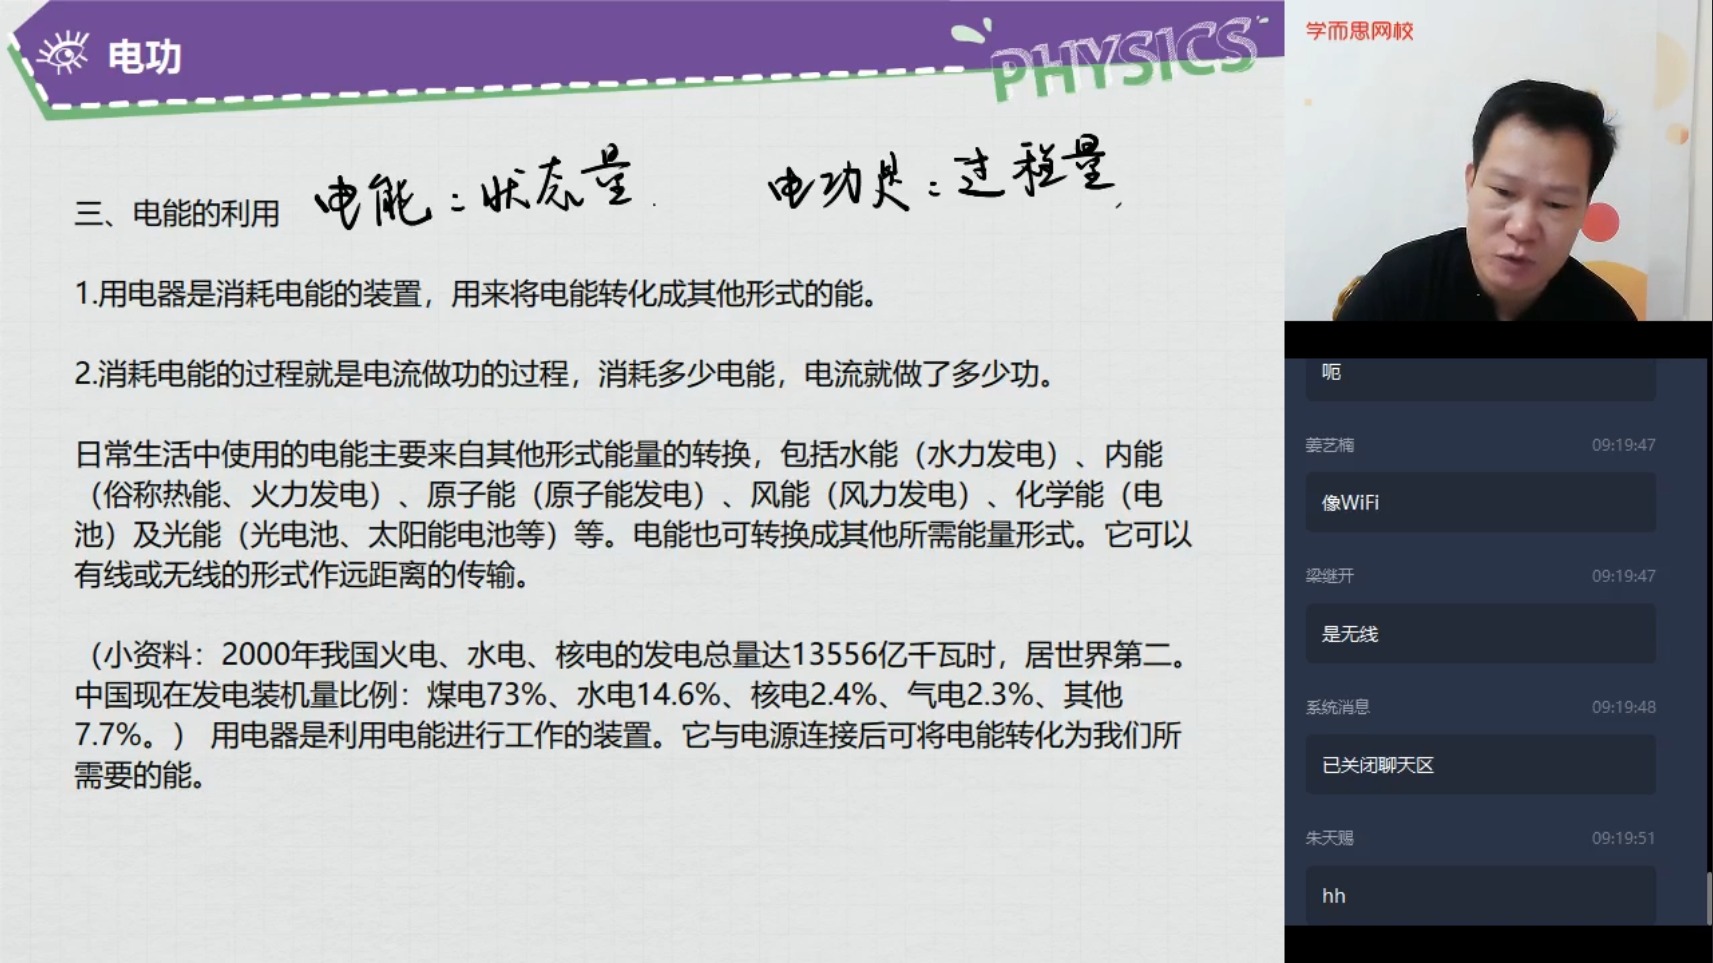 电功
PHYSICS
电能：状态量.
电功是：过程量,
三、电能的利用
1.用电器是消耗电能的装置，用来将电能转化成其他形式的能。
2.消耗电能的过程就是电流做功的过程，消耗多少电能，电流就做了多少功。
日常生活中使用的电能主要来自其他形式能量的转换，包括水能（水力发电）、内能
（俗称热能、火力发电）、原子能（原子能发电）、风能（风力发电）、化学能（电
池）及光能（光电池、太阳能电池等）等。电能也可转换成其他所需能量形式。它可以
有线或无线的形式作远距离的传输。
（小资料：2000年我国火电、水电、核电的发电总量达13556亿千瓦时，居世界第二。
中国现在发电装机量比例：煤电73%、水电14.6%、核电2.4%、气电2.3%、其他
7.7%。） 用电器是利用电能进行工作的装置。它与电源连接后可将电能转化为我们所
需要的能。
学而思网校
呃
姜艺楠 09:19:47
像WiFi
梁继开 09:19:47
是无线
系统消息 09:19:48
已关闭聊天区
朱天赐 09:19:51
hh